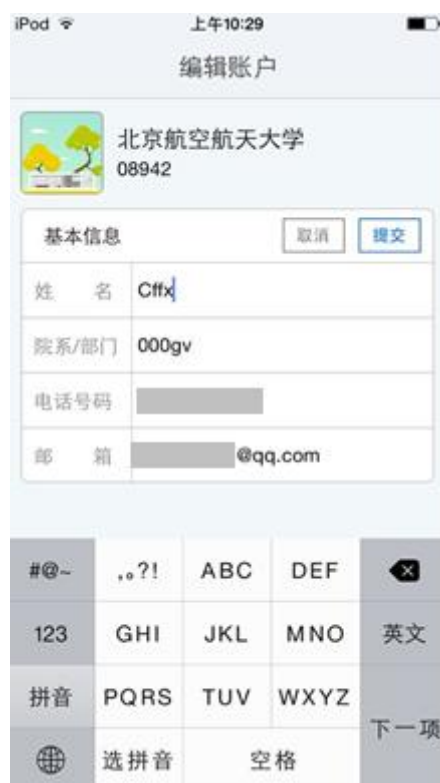 iPod 上午10:29
编辑账户
北京航空航天大学
08942
基本信息 取消 提交
姓 名 Cffx
院系/部门 000gv
电话号码
邮 箱 @qq.com
#@~ ,。?! ABC DEF
123 GHI JKL MNO 英文
拼音 PQRS TUV WXYZ
下一项
选拼音 空格